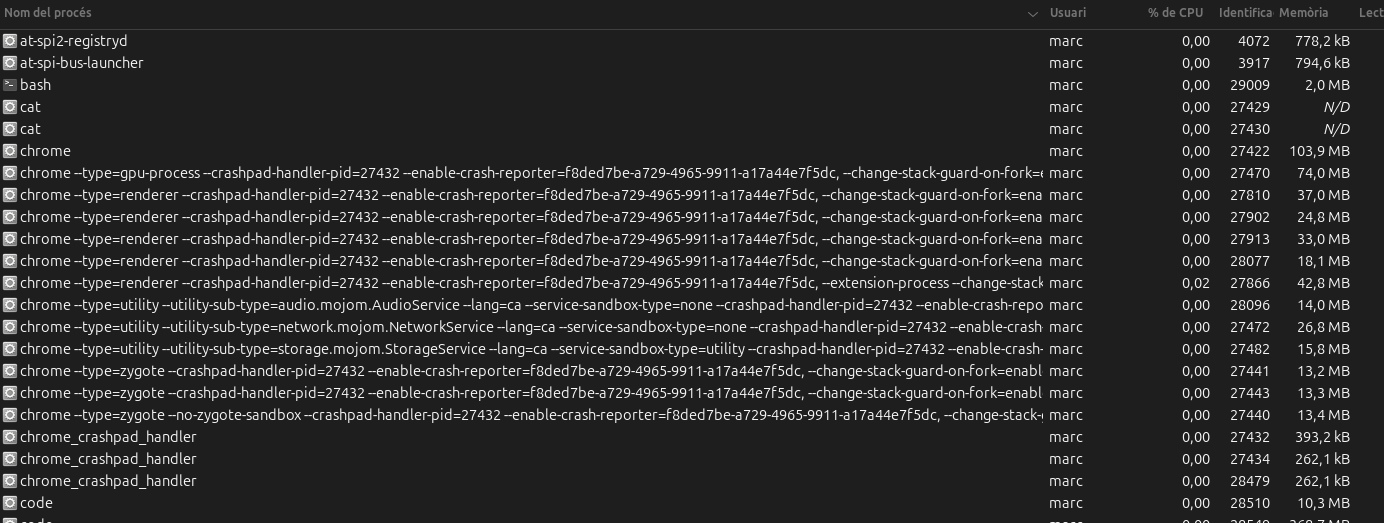 Nom del procés Usuari % de CPU Identifica Memòria Lect
at-spi2-registryd marc 0,00 4072 778,2 kB
at-spi-bus-launcher marc 0,00 3917 794,6 kB
bash marc 0,00 29009 2,0 MB
cat marc 0,00 27429 N/D
cat marc 0,00 27430 N/D
chrome marc 0,00 27422 103,9 MB
chrome --type=gpu-process --crashpad-handler-pid=27432 --enable-crash-reporter=f8ded7be-a729-4965-9911-a17a44e7f5dc, --change-stack-guard-on-fork=e marc 0,00 27470 74,0 MB
chrome --type=renderer --crashpad-handler-pid=27432 --enable-crash-reporter=f8ded7be-a729-4965-9911-a17a44e7f5dc, --change-stack-guard-on-fork=ena marc 0,00 27810 37,0 MB
chrome --type=renderer --crashpad-handler-pid=27432 --enable-crash-reporter=f8ded7be-a729-4965-9911-a17a44e7f5dc, --change-stack-guard-on-fork=ena marc 0,00 27902 24,8 MB
chrome --type=renderer --crashpad-handler-pid=27432 --enable-crash-reporter=f8ded7be-a729-4965-9911-a17a44e7f5dc, --change-stack-guard-on-fork=ena marc 0,00 27913 33,0 MB
chrome --type=renderer --crashpad-handler-pid=27432 --enable-crash-reporter=f8ded7be-a729-4965-9911-a17a44e7f5dc, --change-stack-guard-on-fork=ena marc 0,00 28077 18,1 MB
chrome --type=renderer --crashpad-handler-pid=27432 --enable-crash-reporter=f8ded7be-a729-4965-9911-a17a44e7f5dc, --extension-process --change-stack marc 0,02 27866 42,8 MB
chrome --type=utility --utility-sub-type=audio.mojom.AudioService --lang=ca --service-sandbox-type=none --crashpad-handler-pid=27432 --enable-crash-repo marc 0,00 28096 14,0 MB
chrome --type=utility --utility-sub-type=network.mojom.NetworkService --lang=ca --service-sandbox-type=none --crashpad-handler-pid=27432 --enable-crash- marc 0,00 27472 26,8 MB
chrome --type=utility --utility-sub-type=storage.mojom.StorageService --lang=ca --service-sandbox-type=utility --crashpad-handler-pid=27432 --enable-crash- marc 0,00 27482 15,8 MB
chrome --type=zygote --crashpad-handler-pid=27432 --enable-crash-reporter=f8ded7be-a729-4965-9911-a17a44e7f5dc, --change-stack-guard-on-fork=enabl marc 0,00 27441 13,2 MB
chrome --type=zygote --crashpad-handler-pid=27432 --enable-crash-reporter=f8ded7be-a729-4965-9911-a17a44e7f5dc, --change-stack-guard-on-fork=enabl marc 0,00 27443 13,3 MB
chrome --type=zygote --no-zygote-sandbox --crashpad-handler-pid=27432 --enable-crash-reporter=f8ded7be-a729-4965-9911-a17a44e7f5dc, --change-stack-g marc 0,00 27440 13,4 MB
chrome_crashpad_handler marc 0,00 27432 393,2 kB
chrome_crashpad_handler marc 0,00 27434 262,1 kB
chrome_crashpad_handler marc 0,00 28479 262,1 kB
code marc 0,00 28510 10,3 MB